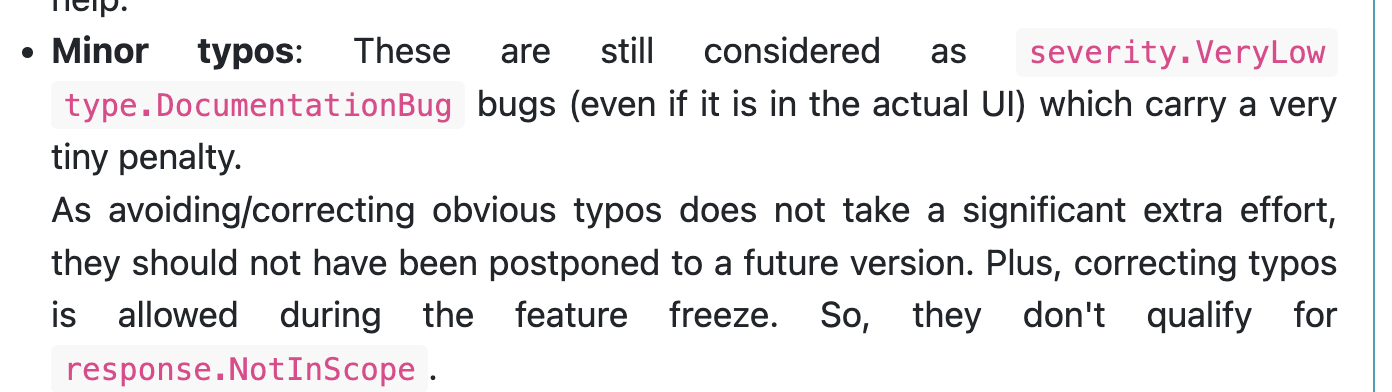 help.
• Minor typos: These are still considered as severity.VeryLow
type.DocumentationBug bugs (even if it is in the actual UI) which carry a very
tiny penalty.
As avoiding/correcting obvious typos does not take a significant extra effort,
they should not have been postponed to a future version. Plus, correcting typos
is allowed during the feature freeze. So, they don't qualify for
response.NotInScope.